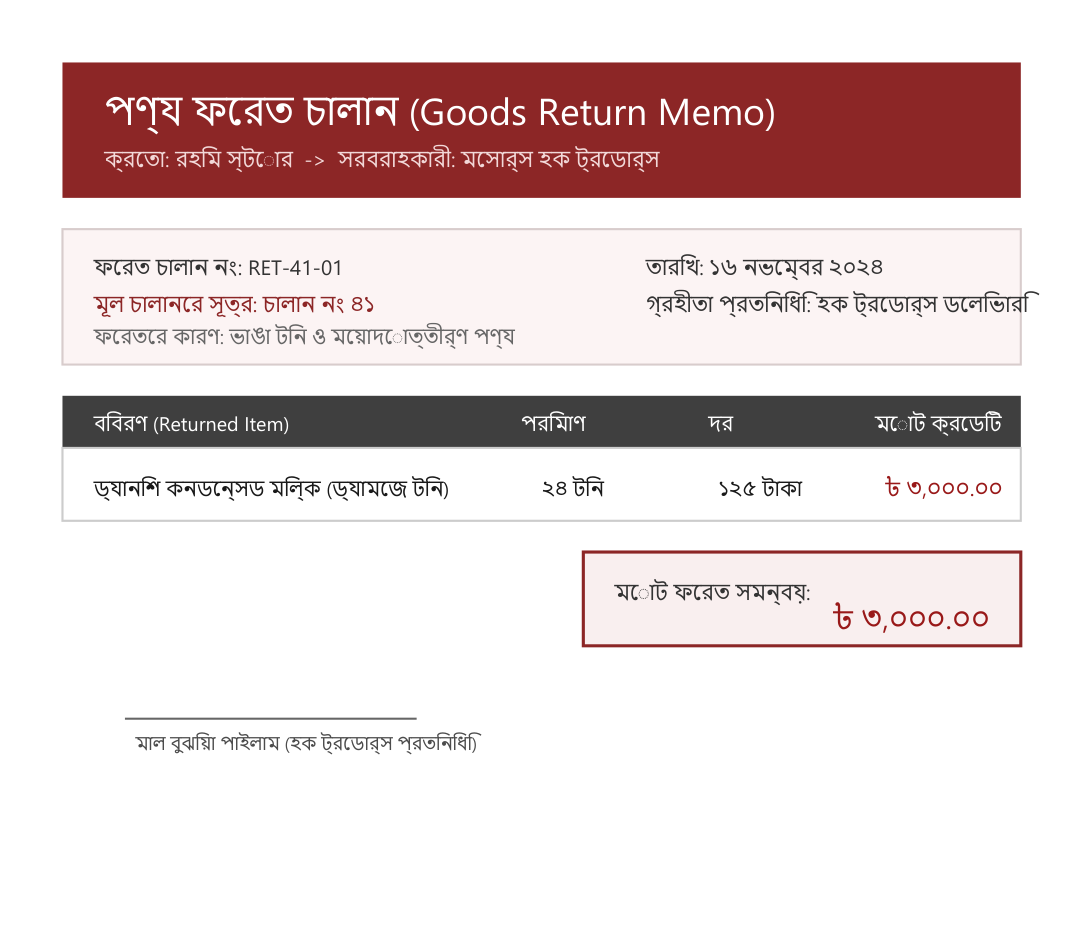 পণ্য ফেরত চালান (Goods Return Memo)
ক্রেতা: রহিম স্টোর -> সরবরাহকারী: মেসার্স হক ট্রেডার্স
ফেরত চালান নং: RET-41-01
তারিখ: ১৬ নভেম্বর ২০২৪
মূল চালানের সূত্র: চালান নং ৪১
গ্রহীতা প্রতিনিধি: হক ট্রেডার্স ডেলিভারি
ফেরতের কারণ: ভাঙা টিন ও মেয়াদোত্তীর্ণ পণ্য
বিবরণ (Returned Item) পরিমাণ দর মোট ক্রেডিট
ড্যানিশ কনডেন্সড মিল্ক (ড্যামেজ টিন) ২৪ টিন ১২৫ টাকা ৳ ৩,০০০.০০
মোট ফেরত সমন্বয়:
৳ ৩,০০০.০০
মাল বুঝিয়া পাইলাম (হক ট্রেডার্স প্রতিনিধি)